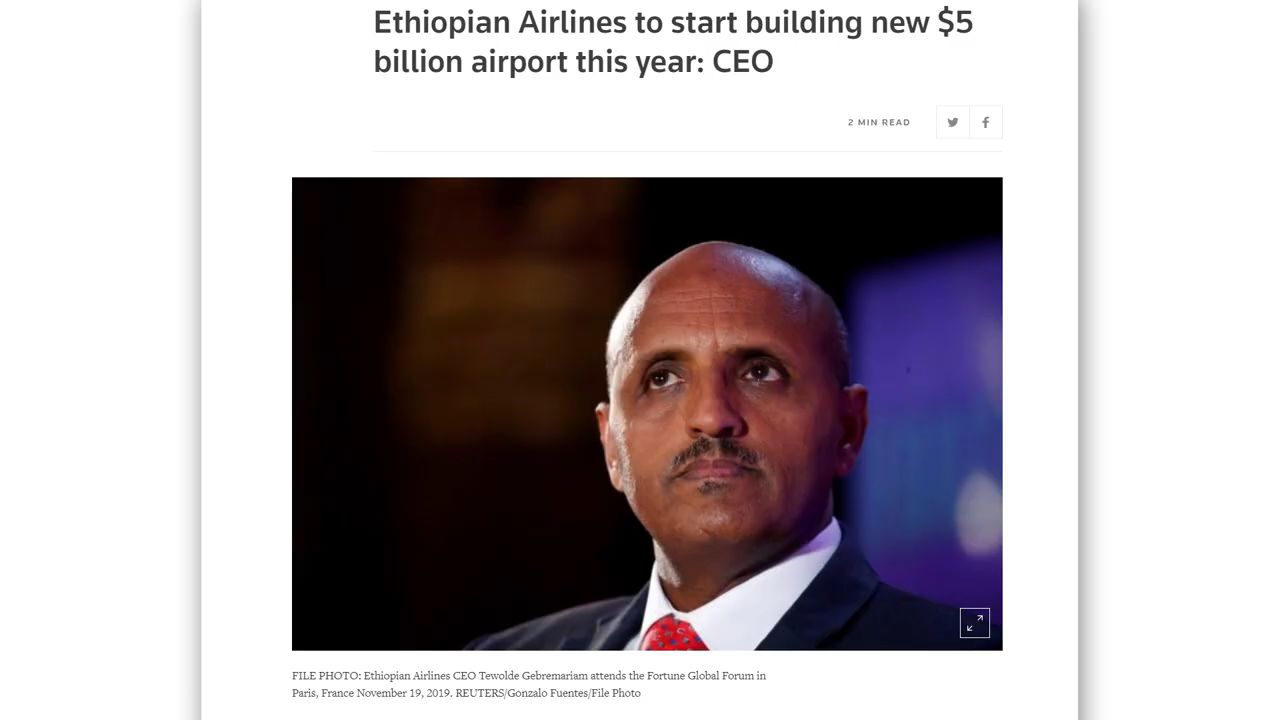 Ethiopian Airlines to start building new $5
billion airport this year: CEO
2 MIN READ
FILE PHOTO: Ethiopian Airlines CEO Tewolde Gebremariam attends the Fortune Global Forum in
Paris, France November 19, 2019. REUTERS/Gonzalo Fuentes/File Photo